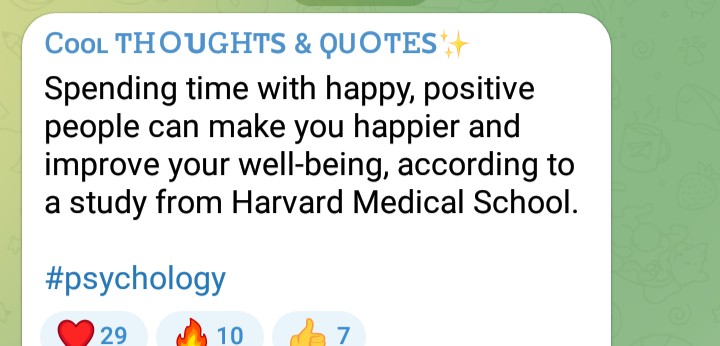 Cool THOUGHTS & QUOTES✨
Spending time with happy, positive
people can make you happier and
improve your well-being, according to
a study from Harvard Medical School.
#psychology
❤️ 29 🔥 10 👍 7